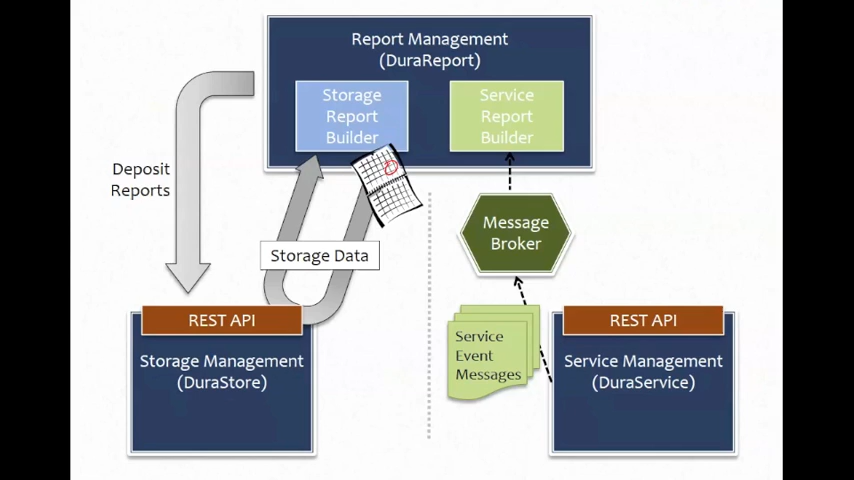 Report Management
(DuraReport)
Storage
Report
Builder
Service
Report
Builder
Deposit
Reports
Message
Broker
Storage Data
REST API
Storage Management
(DuraStore)
Service
Event
Messages
REST API
Service Management
(DuraService)